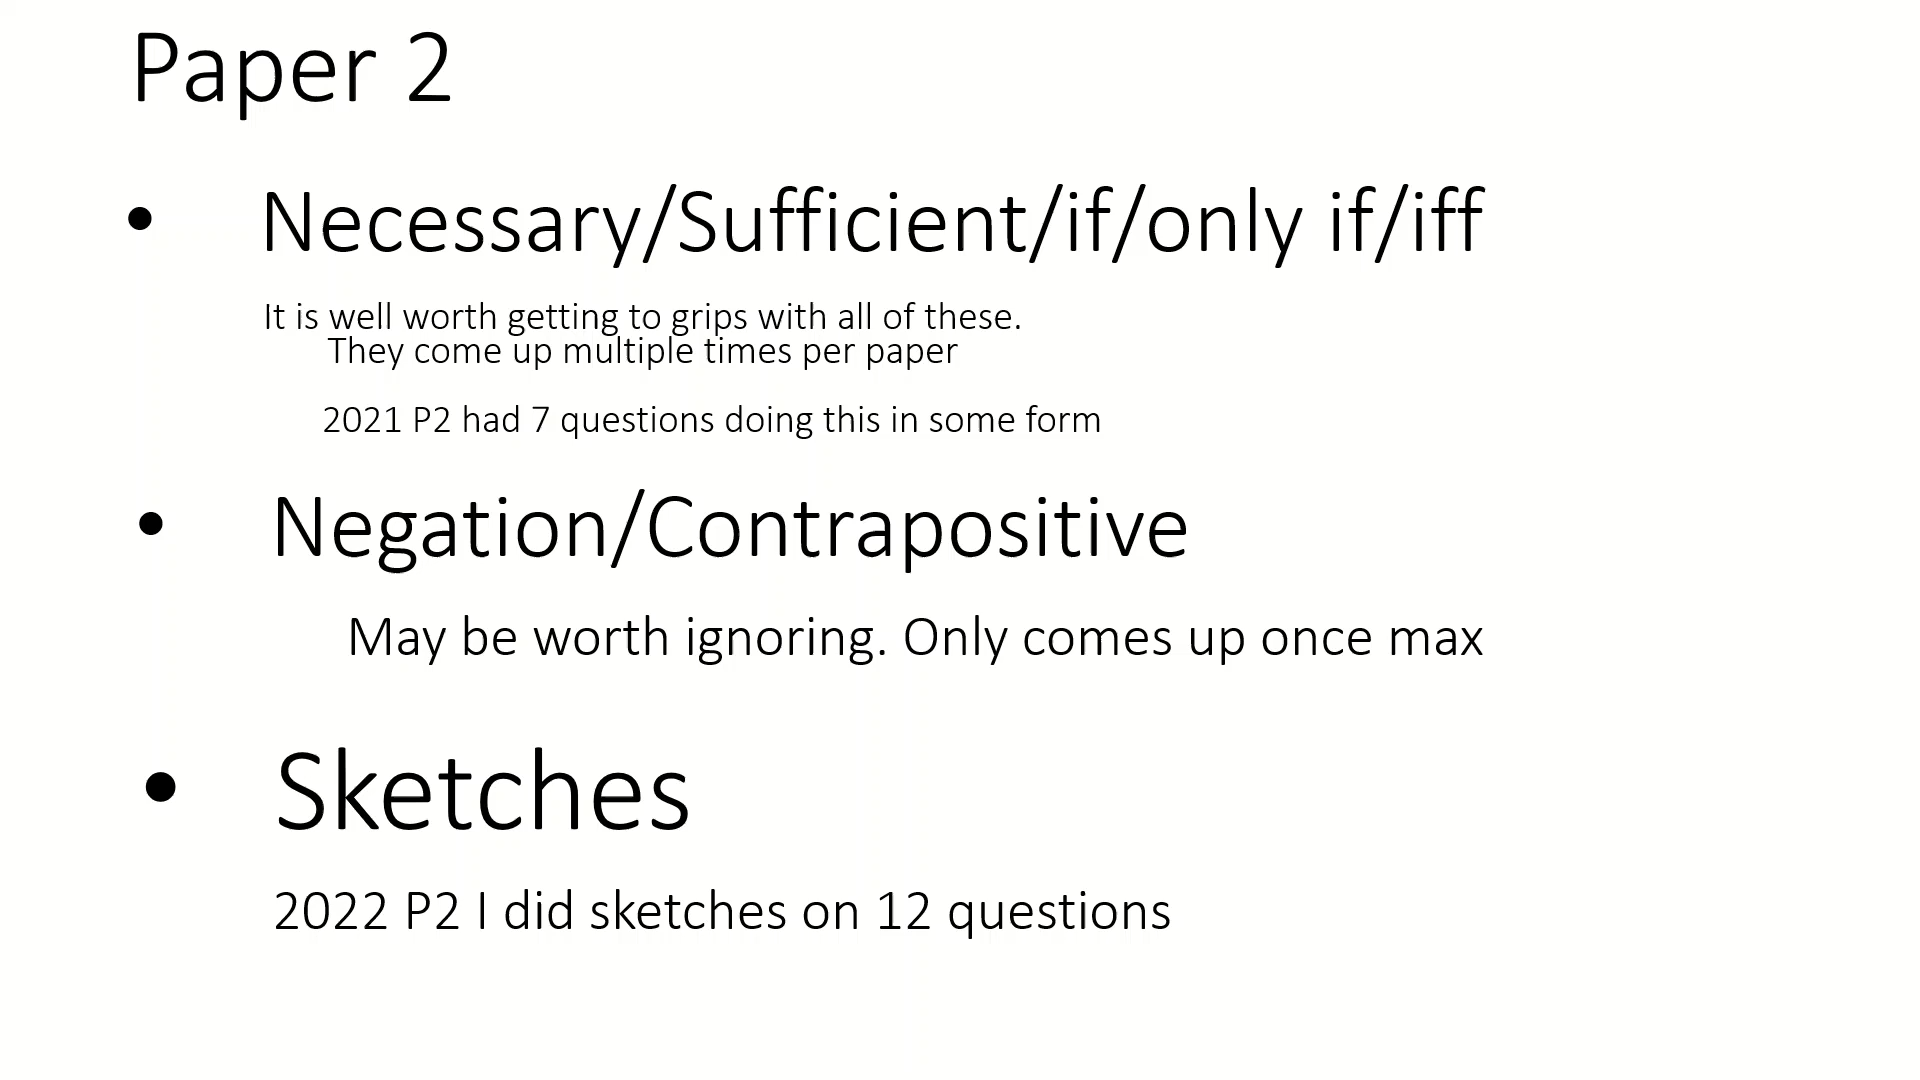 Paper 2
• Necessary/Sufficient/if/only if/iff
It is well worth getting to grips with all of these.
They come up multiple times per paper
2021 P2 had 7 questions doing this in some form
• Negation/Contrapositive
May be worth ignoring. Only comes up once max
• Sketches
2022 P2 I did sketches on 12 questions